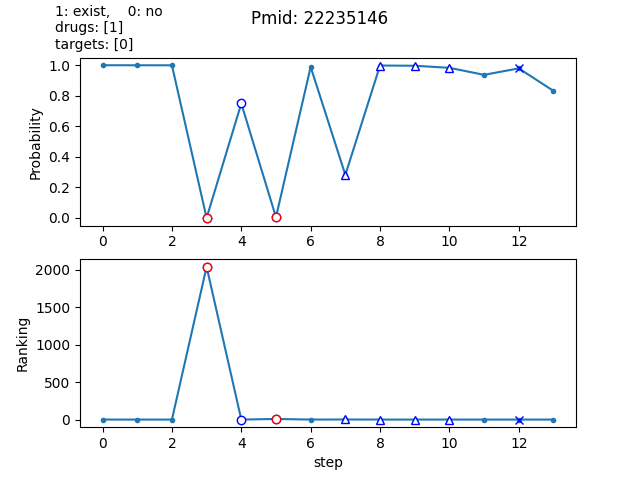 1: exist,    0: no
drugs: [1]
targets: [0]
Pmid: 22235146
1.0
0.8
0.6
0.4
0.2
0.0
Probability
0 2 4 6 8 10 12
2000
1500
1000
500
0
Ranking
0 2 4 6 8 10 12
step